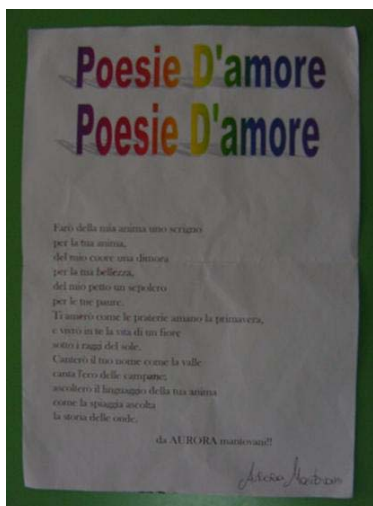 Poesie D'amore
Poesie D'amore
Farò della mia anima uno scrigno
per la tua anima,
del mio cuore una dimora
per la tua bellezza,
del mio petto un sepolcro
per le tue paure.
Ti amerò come le praterie amano la primavera,
e vivrò in te la vita di un fiore
sotto i raggi del sole.
Canterò il tuo nome come la valle
canta l'eco delle campane;
ascolterò il linguaggio della tua anima
come la spiaggia ascolta
la storia delle onde.
da AURORA mantovani!!
Aurora Mantovani